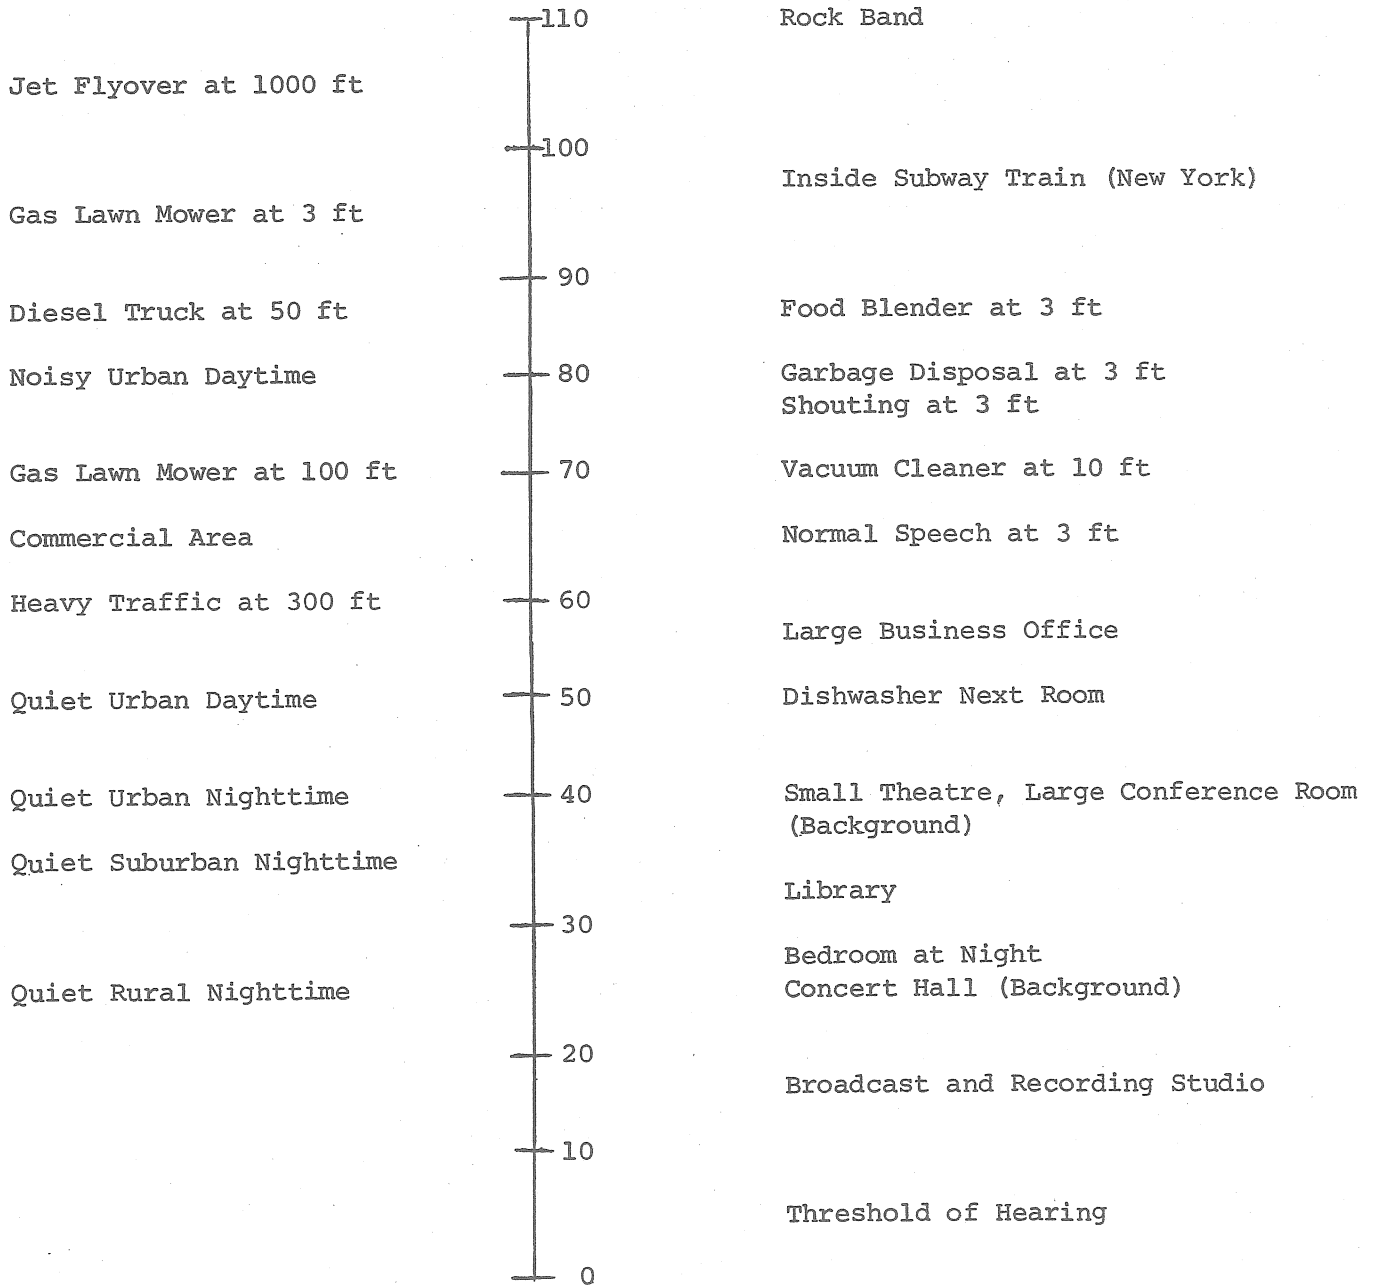 110 Rock Band
Jet Flyover at 1000 ft
100
Inside Subway Train (New York)
Gas Lawn Mower at 3 ft
90
Diesel Truck at 50 ft Food Blender at 3 ft
Noisy Urban Daytime 80 Garbage Disposal at 3 ft
Shouting at 3 ft
Gas Lawn Mower at 100 ft 70 Vacuum Cleaner at 10 ft
Commercial Area Normal Speech at 3 ft
Heavy Traffic at 300 ft 60
Large Business Office
Quiet Urban Daytime 50 Dishwasher Next Room
Quiet Urban Nighttime 40 Small Theatre, Large Conference Room
(Background)
Quiet Suburban Nighttime
Library
30
Bedroom at Night
Quiet Rural Nighttime Concert Hall (Background)
20
Broadcast and Recording Studio
10
Threshold of Hearing
0